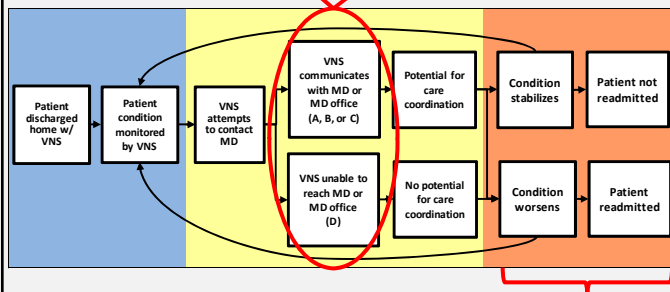 Patient
discharged
home w/
VNS
Patient
condition
monitored
by VNS
VNS
attempts
to contact
MD
VNS
communicates
with MD or
MD office
(A, B, or C)
Potential for
care
coordination
Condition
stabilizes
Patient not
readmitted
VNS unable to
reach MD or
MD office
(D)
No potential
for care
coordination
Condition
worsens
Patient
readmitted